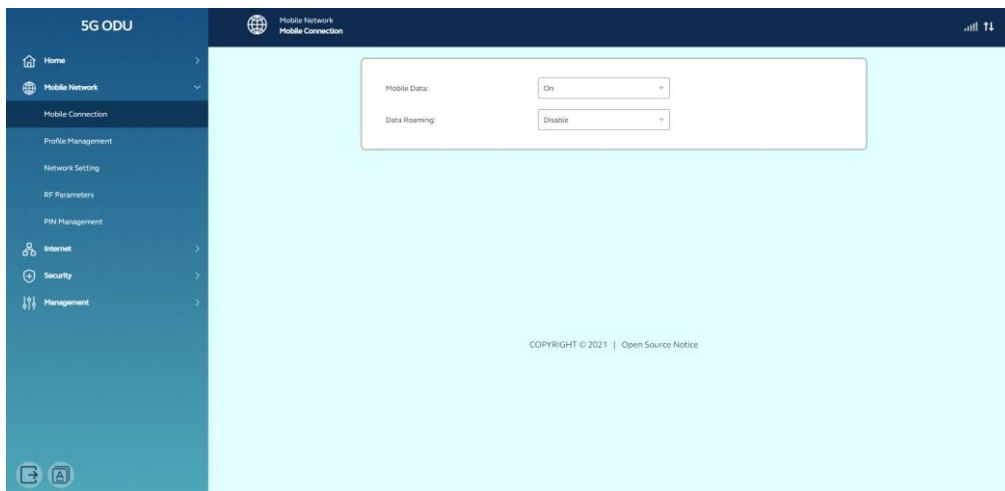 5G ODU
Mobile Network
Mobile Connection
Home
Mobile Network
Mobile Connection
Profile Management
Network Setting
RF Parameters
PIN Management
Internet
Security
Management
Mobile Data:
On
Data Roaming:
Disable
COPYRIGHT © 2021 | Open Source Notice
A